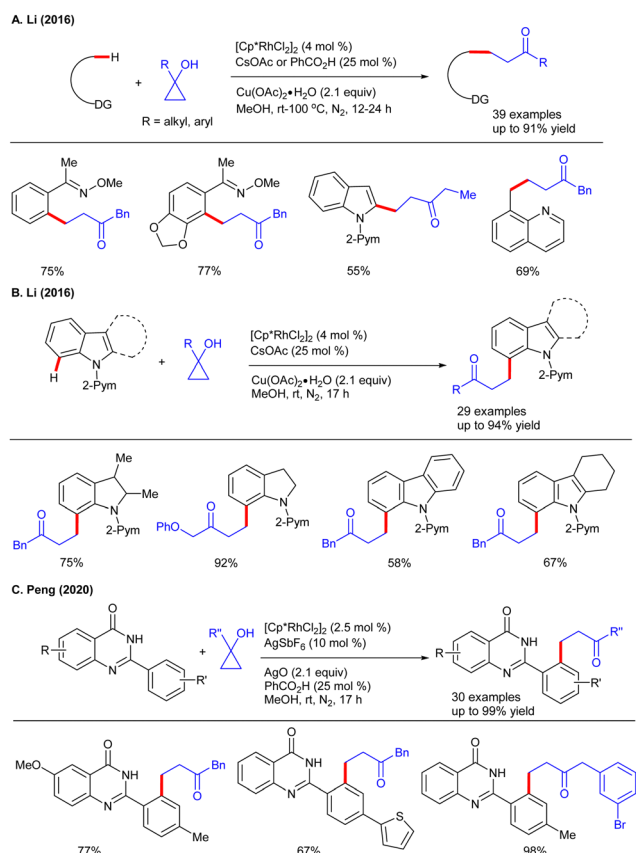 A. Li (2016)
H
DG
+
R
OH
R = alkyl, aryl
[Cp*RhCl2]2 (4 mol %)
CsOAc or PhCO2H (25 mol %)
Cu(OAc)2•H2O (2.1 equiv)
MeOH, rt-100 °C, N2, 12-24 h
O
R
DG
39 examples
up to 91% yield
Me
N
OMe
Bn
O
75%
Me
N
OMe
O
O
Bn
O
77%
N
2-Pym
Et
O
55%
O
Bn
N
69%
B. Li (2016)
H
N
2-Pym
+
R
OH
[Cp*RhCl2]2 (4 mol %)
CsOAc (25 mol %)
Cu(OAc)2•H2O (2.1 equiv)
MeOH, rt, N2, 17 h
O
R
N
2-Pym
29 examples
up to 94% yield
Me
Me
N
2-Pym
O
Bn
75%
N
2-Pym
O
PhO
92%
N
2-Pym
O
Bn
58%
N
2-Pym
O
Bn
67%
C. Peng (2020)
O
NH
N
R
R'
+
R"
OH
[Cp*RhCl2]2 (2.5 mol %)
AgSbF6 (10 mol %)
AgO (2.1 equiv)
PhCO2H (25 mol %)
MeOH, rt, N2, 17 h
O
NH
N
R
R'
R"
O
30 examples
up to 99% yield
O
MeO
NH
N
Bn
O
Me
77%
O
NH
N
Bn
O
S
67%
O
NH
N
O
Me
Br
98%